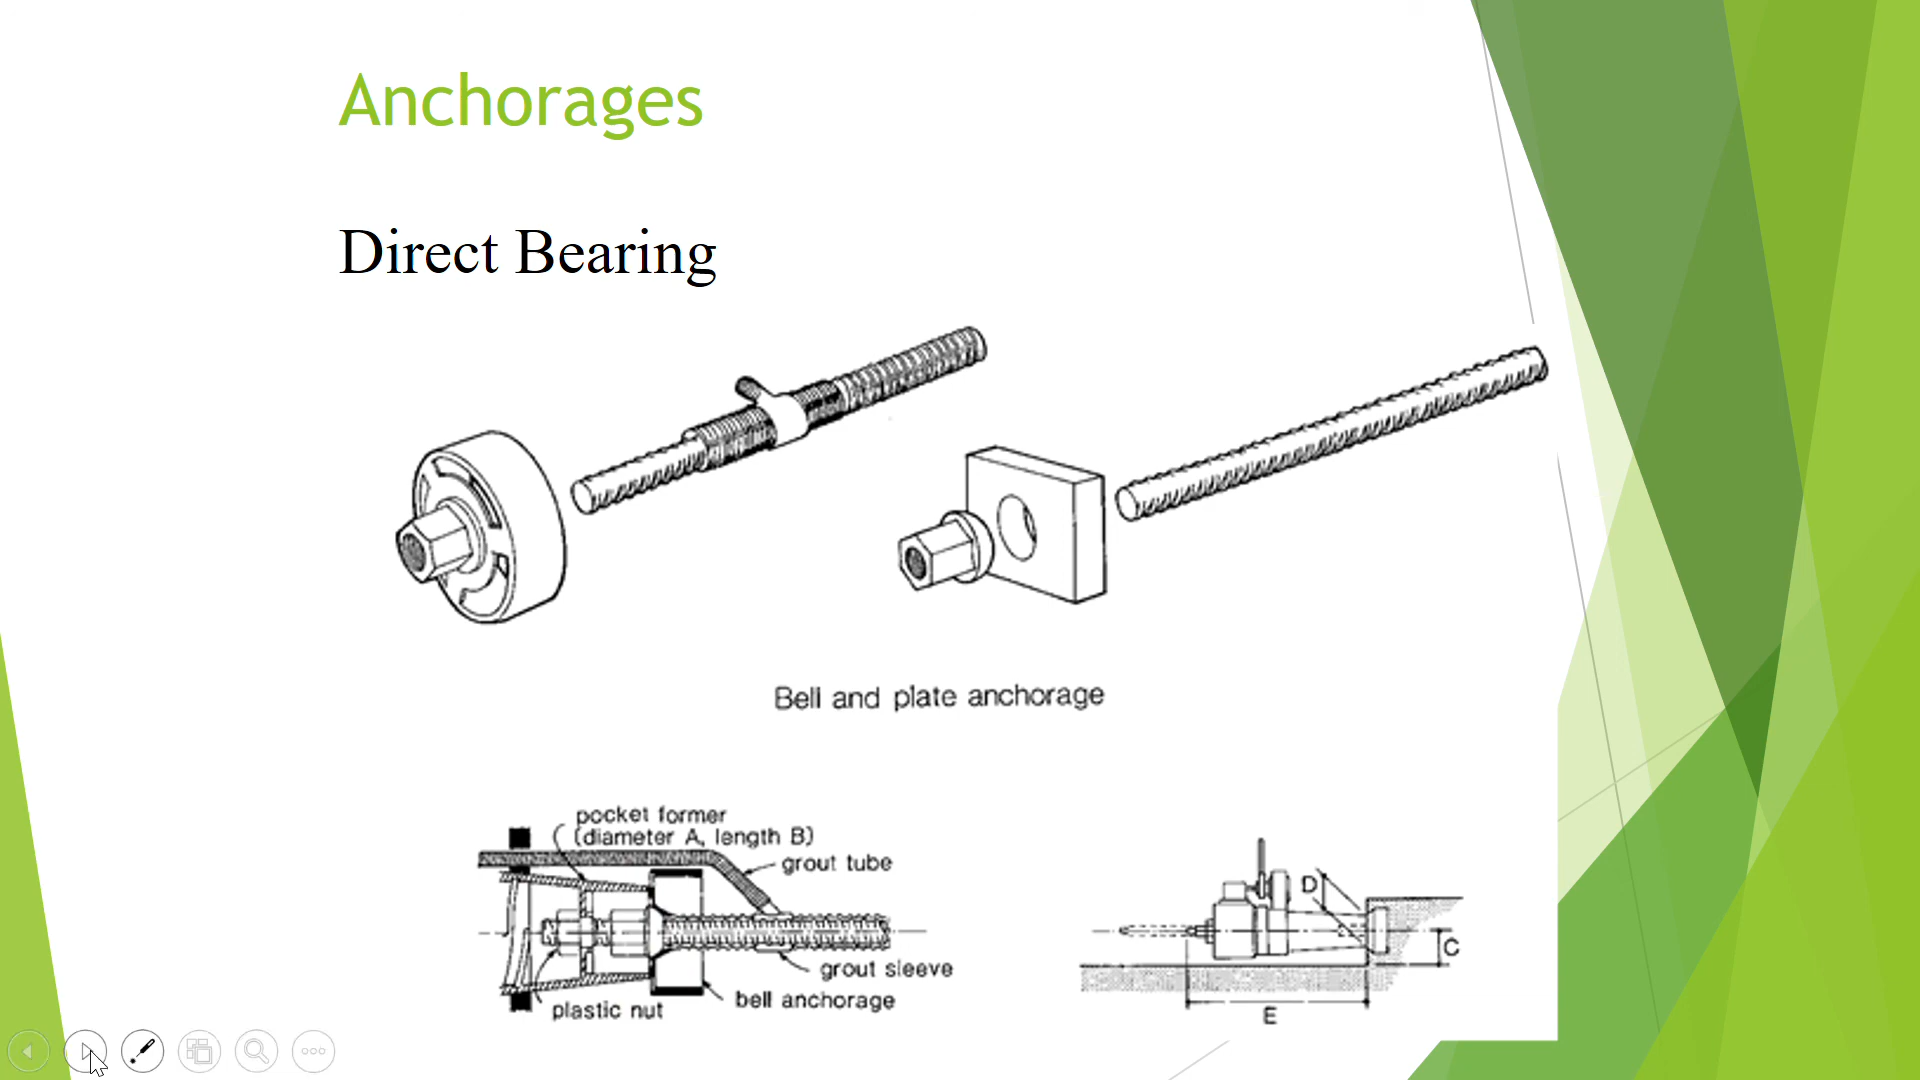 Anchorages
Direct Bearing
Bell and plate anchorage
pocket former
(diameter A, length B)
grout tube
grout sleeve
bell anchorage
plastic nut
D
C
E